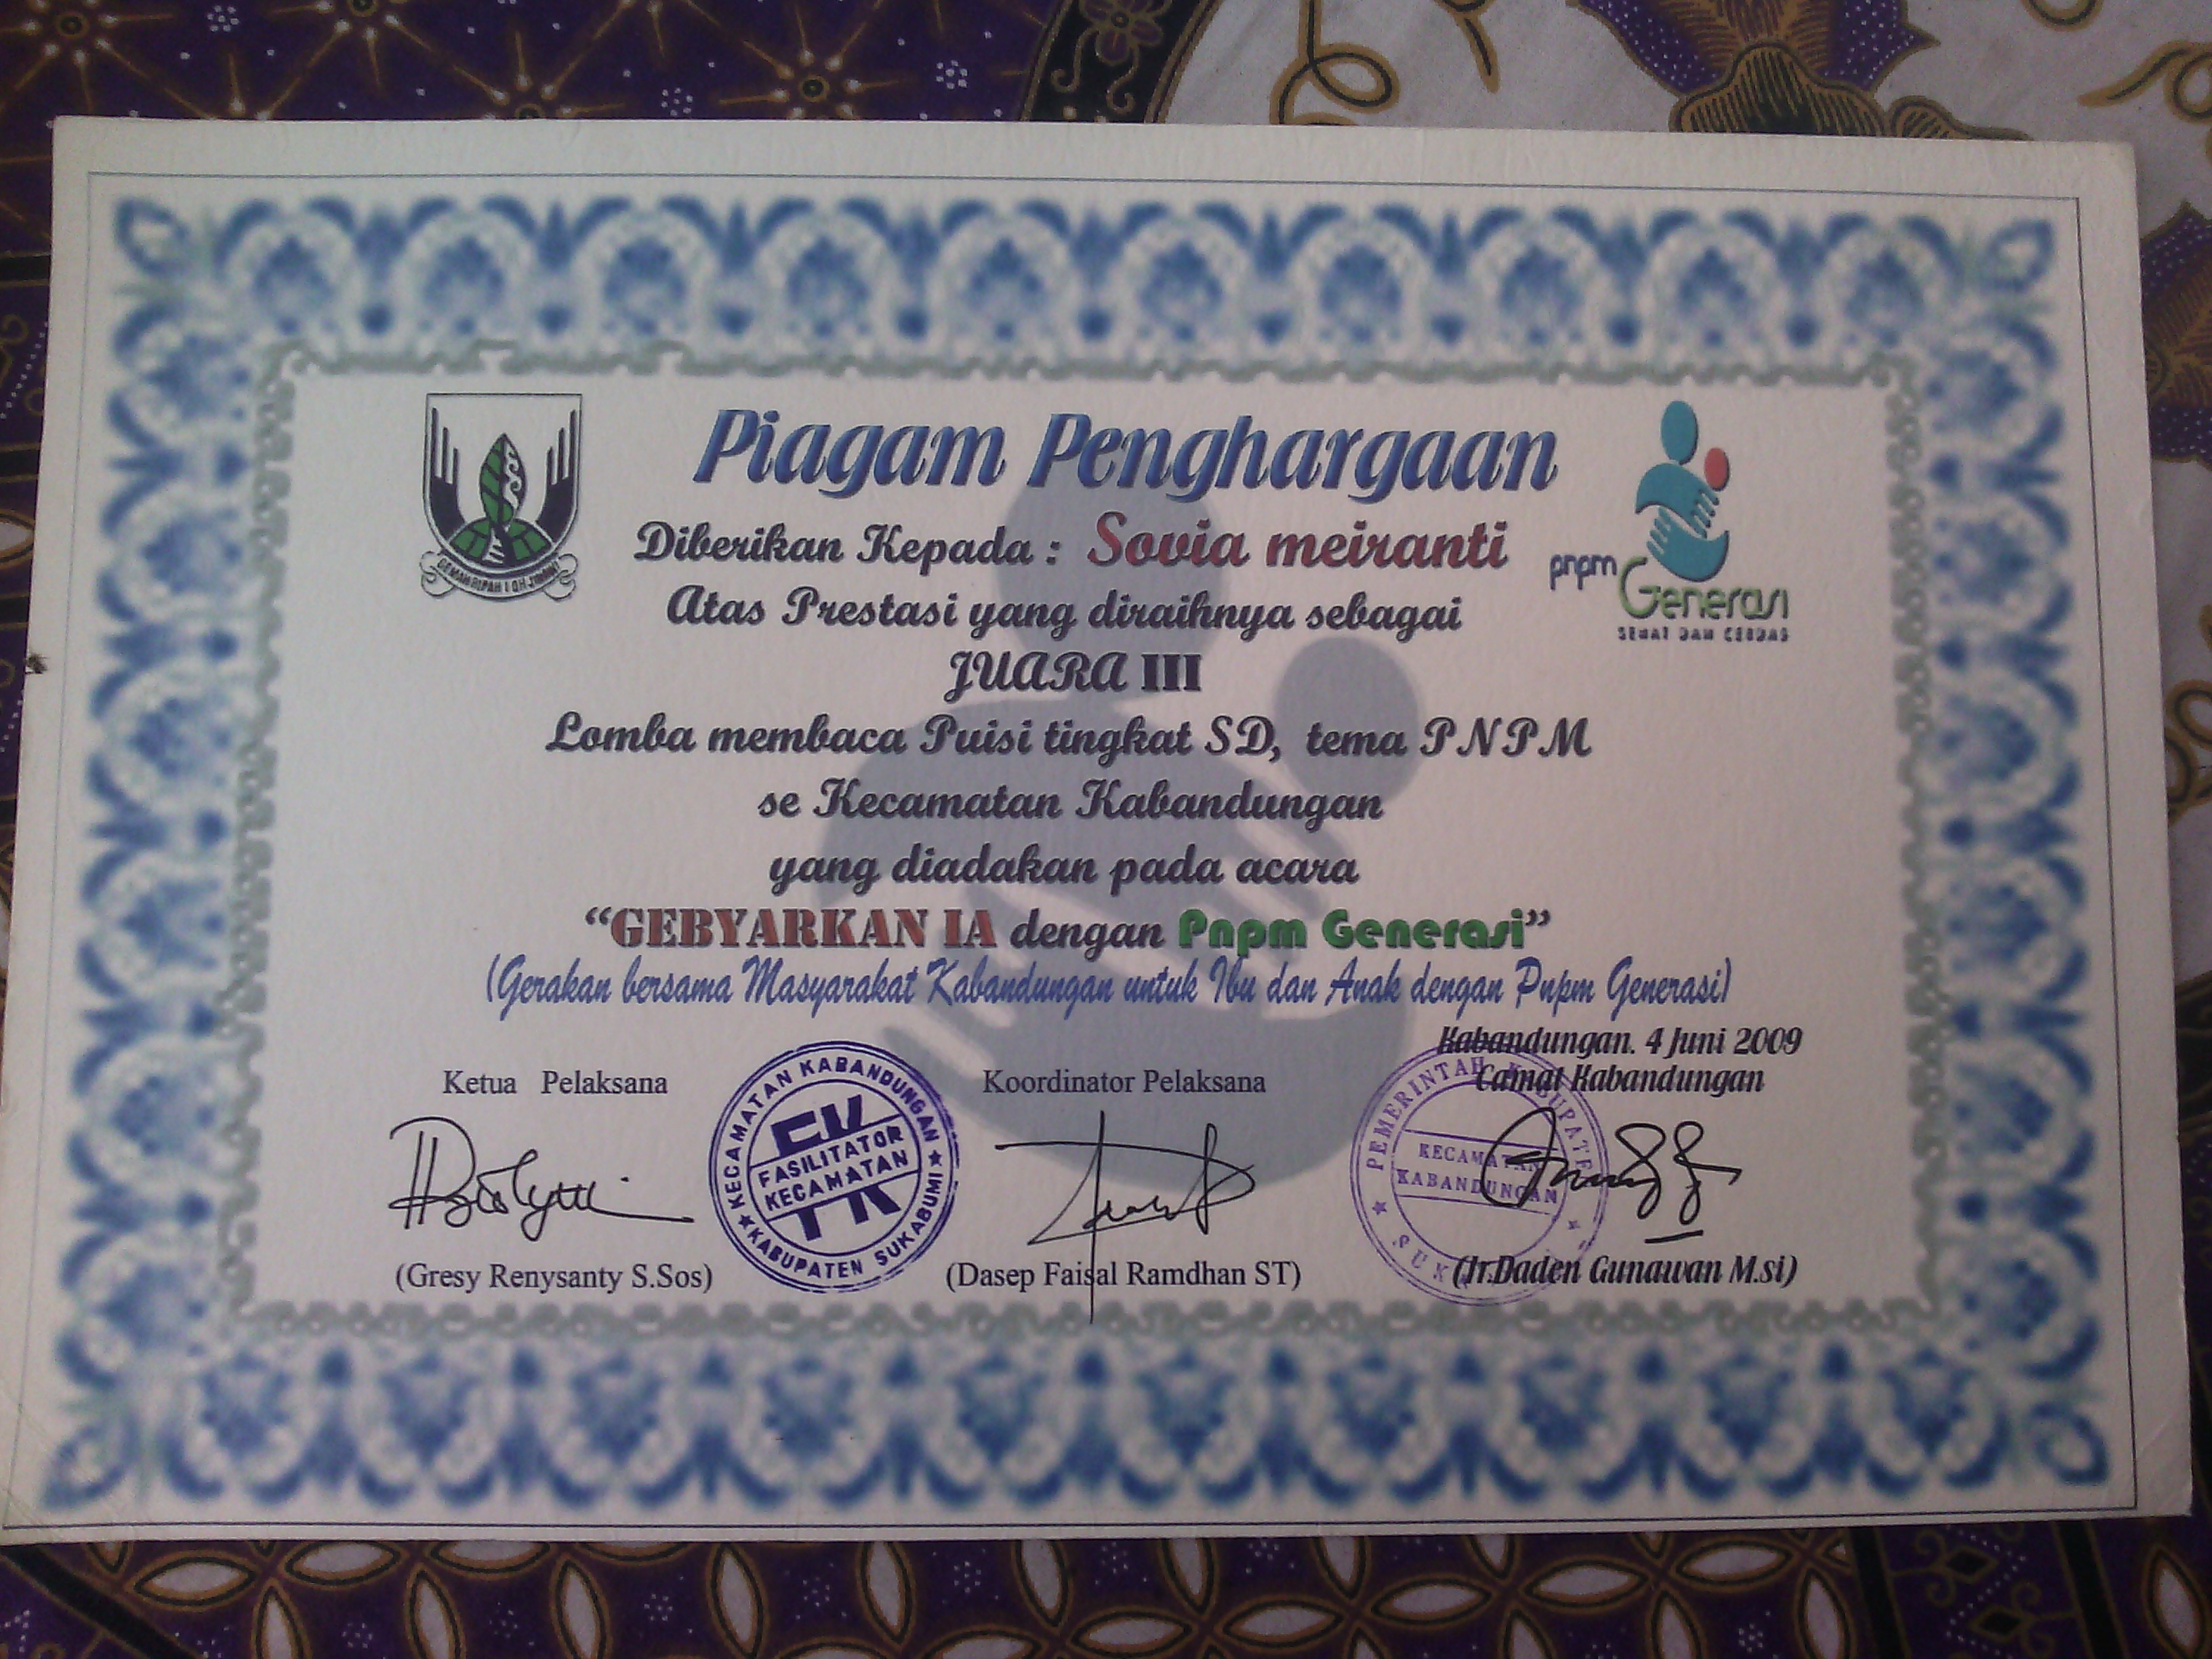 Piagam Penghargaan
Diberikan Kepada : Sovia meiranti
Atas Prestasi yang diraihnya sebagai
JUARA III
Lomba membaca Puisi tingkat SD, tema PNPM
se Kecamatan Kabandungan
yang diadakan pada acara
“GEBYARKAN IA dengan Pnpm Generasi”
(Gerakan bersama Masyarakat Kabandungan untuk Ibu dan Anak dengan Pnpm Generasi)
pnpm Generasi
SEHAT DAN CERDAS
Kabandungan. 4 Juni 2009
Ketua Pelaksana
Koordinator Pelaksana
Camat Kabandungan
KECAMATAN KABANDUNGAN
FASILITATOR
KECAMATAN
KABUPATEN SUKABUMI
PEMERINTAH KABUPATEN
KECAMATAN
KABANDUNGAN
(Gresy Renysanty S.Sos)
(Dasep Faisal Ramdhan ST)
(Ir.Daden Gunawan M.si)